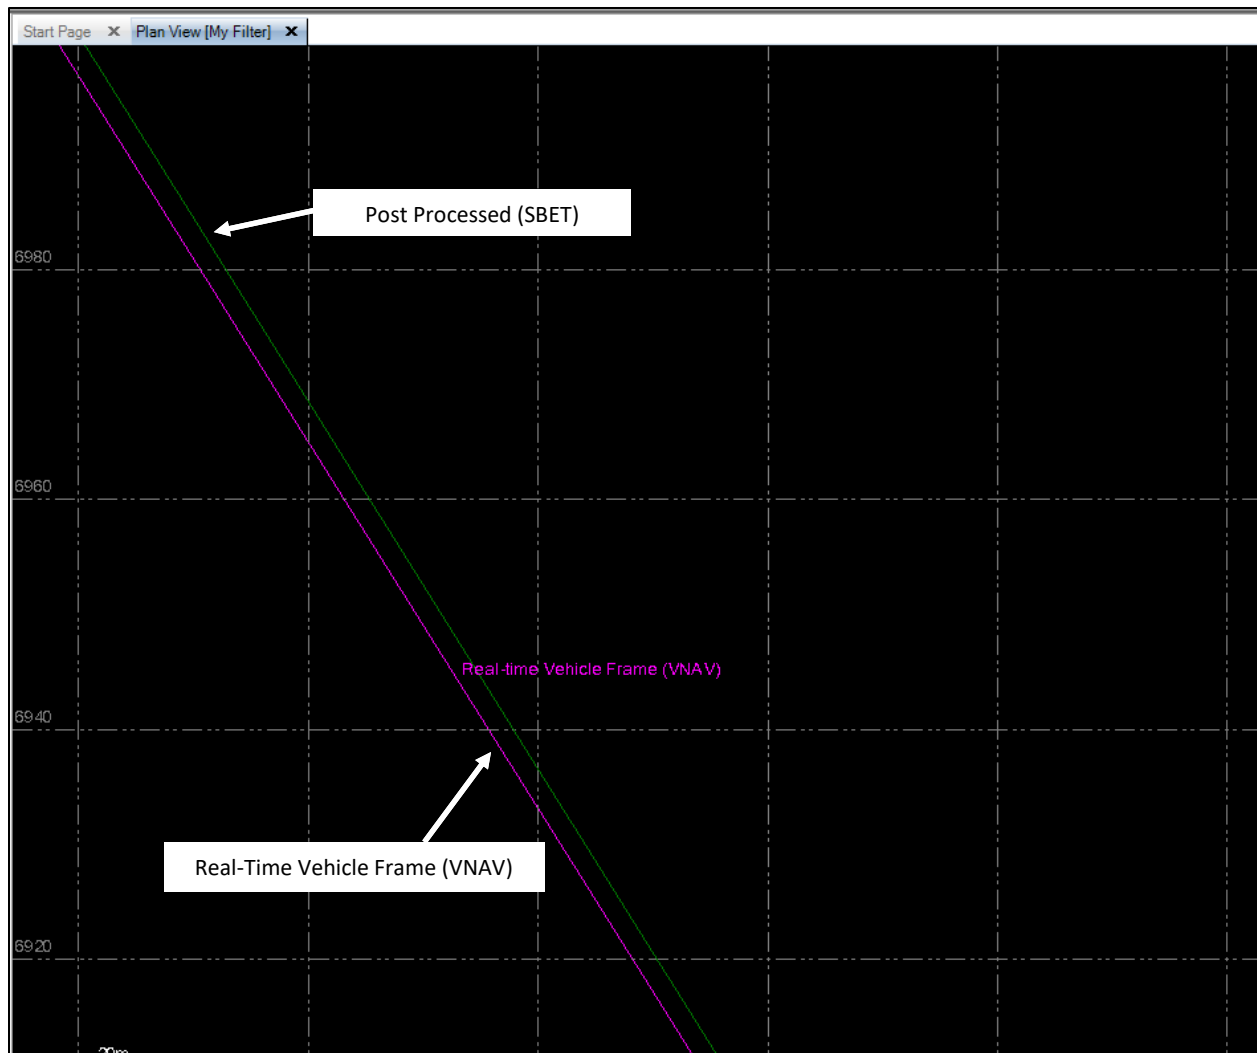 Start Page
Plan View [My Filter]
Post Processed (SBET)
6980
6960
Real-time Vehicle Frame (VNAV)
6940
Real-Time Vehicle Frame (VNAV)
6920